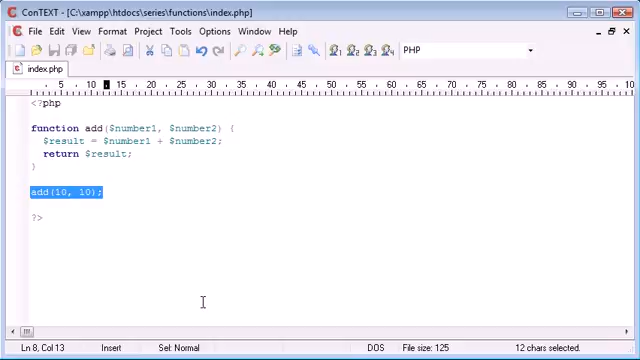 ConTEXT - [C:\xampp\htdocs\series\functions\index.php]
File Edit View Format Project Tools Options Window Help
PHP
index.php
0 5 10 15 20 25 30 35 40 45 50 55 60 65 70 75 80 85 90 95 10
<?php
function add($number1, $number2) {
$result = $number1 + $number2;
return $result;
}
add(10, 10);
?>
Ln 8, Col 13 Insert Sel: Normal DOS File size: 125 12 chars selected.